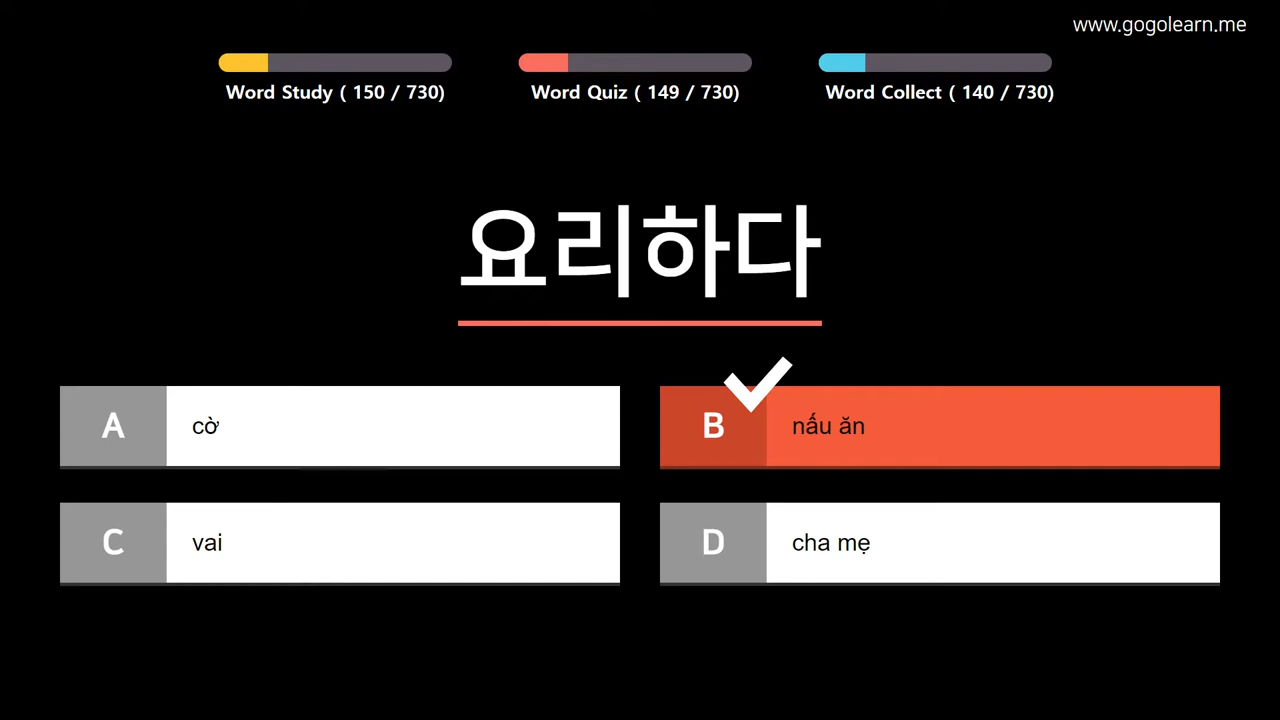 www.gogolearn.me
Word Study ( 150 / 730)
Word Quiz ( 149 / 730)
Word Collect ( 140 / 730)
요리하다
A
cờ
B
nấu ăn
C
vai
D
cha mẹ